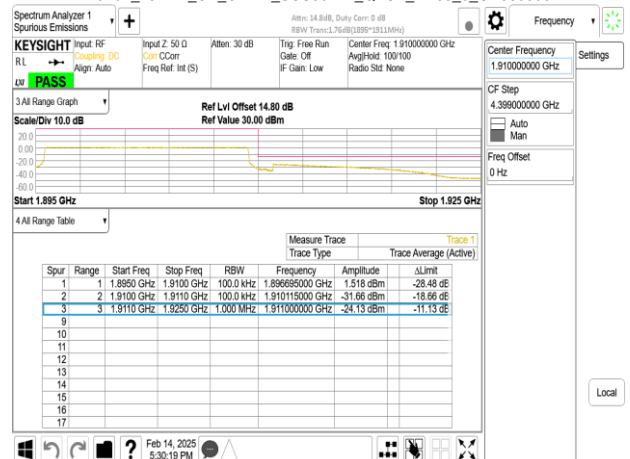 Spectrum Analyzer 1
Spurious Emissions
+
Attn: 14.8dB, Duty Corr: 0 dB
RBW Trans:1.76dB(1895*1911MHz)
Frequency
KEYSIGHT
Input: RF
Input Z: 50 Ω
Atten: 30 dB
Trig: Free Run
Center Freq: 1.910000000 GHz
RL
Coupling: DC
Corr CCorr
Gate: Off
Avg|Hold: 100/100
Align: Auto
Freq Ref: Int (S)
IF Gain: Low
Radio Std: None
LXI
PASS
Center Frequency
1.910000000 GHz
Settings
CF Step
4.399000000 GHz
Auto
Man
Freq Offset
0 Hz
3 All Range Graph
Ref Lvl Offset 14.80 dB
Scale/Div 10.0 dB
Ref Value 30.00 dBm
20.0
0.00
-20.0
-40.0
-60.0
Start 1.895 GHz
Stop 1.925 GHz
4 All Range Table
Measure Trace Trace 1
Trace Type Trace Average (Active)
Spur Range Start Freq Stop Freq RBW Frequency Amplitude ΔLimit
1 1 1.8950 GHz 1.9100 GHz 100.0 kHz 1.896695000 GHz 1.518 dBm -28.48 dB
2 2 1.9100 GHz 1.9110 GHz 100.0 kHz 1.910115000 GHz -31.66 dBm -18.66 dB
3 3 1.9110 GHz 1.9250 GHz 1.000 MHz 1.911000000 GHz -24.13 dBm -11.13 dB
9
10
11
12
13
14
15
16
17
Local
?
Feb 14, 2025
5:30:19 PM